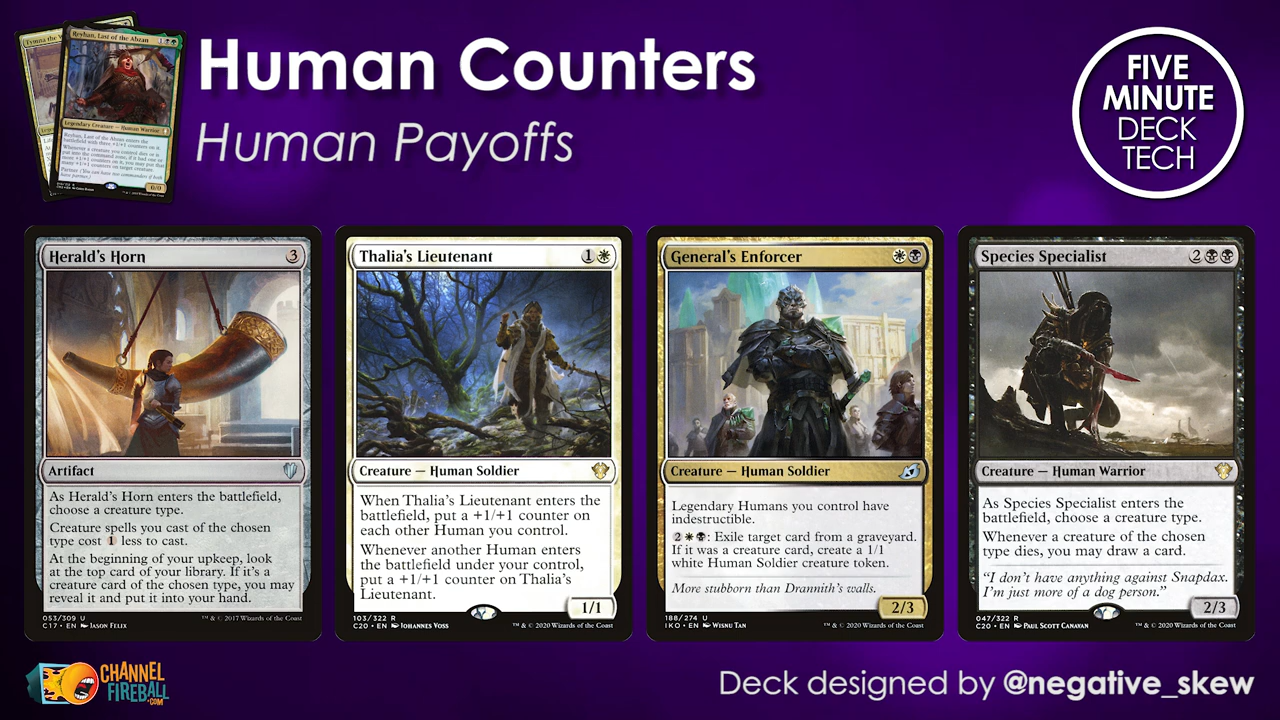 Human Counters
Human Payoffs
FIVE
MINUTE
DECK
TECH
Reyhan, Last of the Abzan
Legendary Creature — Human Warrior
Herald's Horn 3
Artifact
As Herald's Horn enters the battlefield,
choose a creature type.
Creature spells you cast of the chosen
type cost 1 less to cast.
At the beginning of your upkeep, look
at the top card of your library. If it's a
creature card of the chosen type, you may
reveal it and put it into your hand.
053/309 U
C17 • EN JASON FELIX
™ & © 2017 Wizards of the Coast
Thalia's Lieutenant 1
Creature — Human Soldier
When Thalia's Lieutenant enters the
battlefield, put a +1/+1 counter on
each other Human you control.
Whenever another Human enters
the battlefield under your control,
put a +1/+1 counter on Thalia's
Lieutenant.
1/1
103/322 R
C20 • EN JOHANNES VOSS
™ & © 2020 Wizards of the Coast
General's Enforcer
Creature — Human Soldier
Legendary Humans you control have
indestructible.
2: Exile target card from a graveyard.
If it was a creature card, create a 1/1
white Human Soldier creature token.
More stubborn than Drannith's walls.
2/3
188/274 U
IKO • EN WISNU TAN
™ & © 2020 Wizards of the Coast
Species Specialist 2
Creature — Human Warrior
As Species Specialist enters the
battlefield, choose a creature type.
Whenever a creature of the chosen
type dies, you may draw a card.
"I don't have anything against Snapdax.
I'm just more of a dog person."
2/3
047/322 R
C20 • EN PAUL SCOTT CANAVAN
™ & © 2020 Wizards of the Coast
CHANNEL
FIREBALL
.COM
Deck designed by @negative_skew